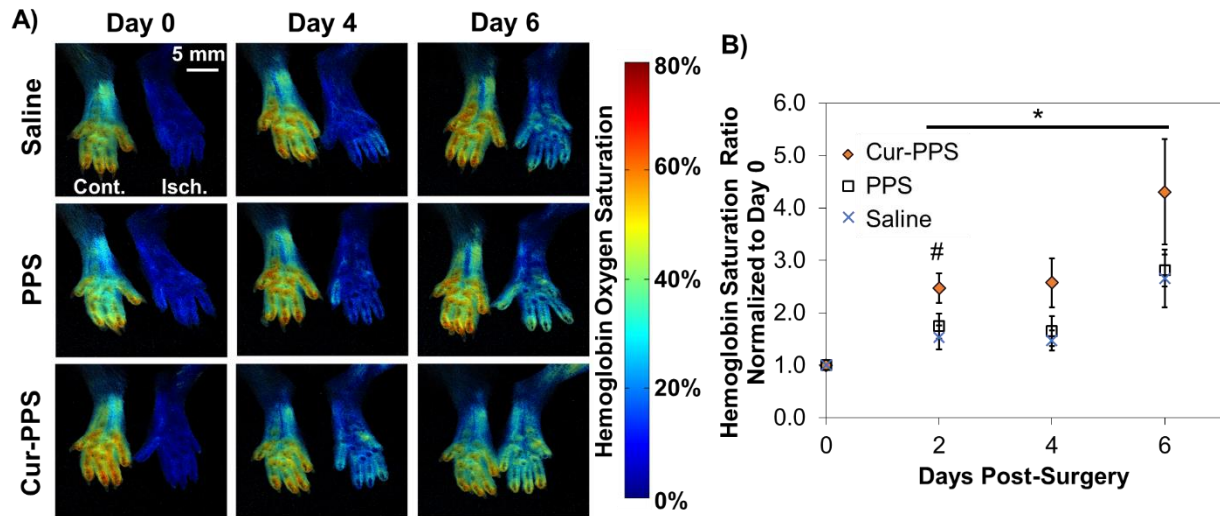 A)
Day 0
Day 4
Day 6
Saline
5 mm
Cont.
Isch.
PPS
Cur-PPS
Hemoglobin Oxygen Saturation
80%
60%
40%
20%
0%
B)
Hemoglobin Saturation Ratio
Normalized to Day 0
6.0
5.0
4.0
3.0
2.0
1.0
0.0
*
Cur-PPS
PPS
Saline
#
0
2
4
6
Days Post-Surgery